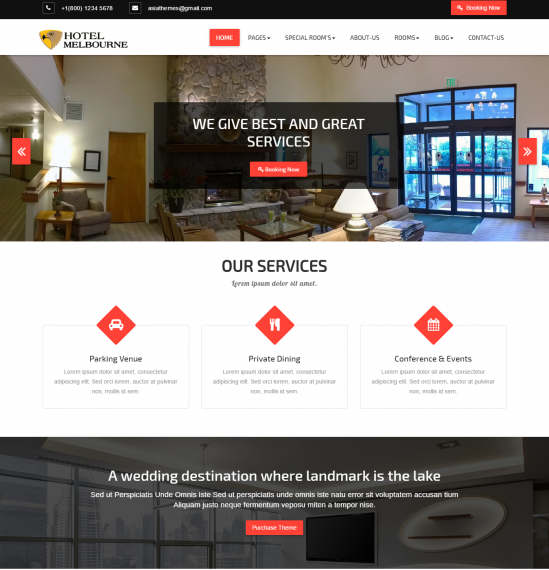 +1(800) 1234 5678 asiathemes@gmail.com Booking Now
HOTEL
MELBOURNE
HOME PAGES SPECIAL ROOM'S ABOUT-US ROOMS BLOG CONTACT-US
WE GIVE BEST AND GREAT
SERVICES
Booking Now
OUR SERVICES
Lorem ipsum dolor sit amet.
Parking Venue
Lorem ipsum dolor sit amet, consectetur
adipiscing elit. Sed orci lorem, auctor at pulvinar
non, mollis id sem.
Private Dining
Lorem ipsum dolor sit amet, consectetur
adipiscing elit. Sed orci lorem, auctor at pulvinar
non, mollis id sem.
Conference & Events
Lorem ipsum dolor sit amet, consectetur
adipiscing elit. Sed orci lorem, auctor at pulvinar
non, mollis id sem.
A wedding destination where landmark is the lake
Sed ut Perspiciatis Unde Omnis Iste Sed ut perspiciatis unde omnis iste natu error sit voluptatem accusan tium
Aliquam justo neque fermentum veposu miten a tempor nise.
Purchase Theme